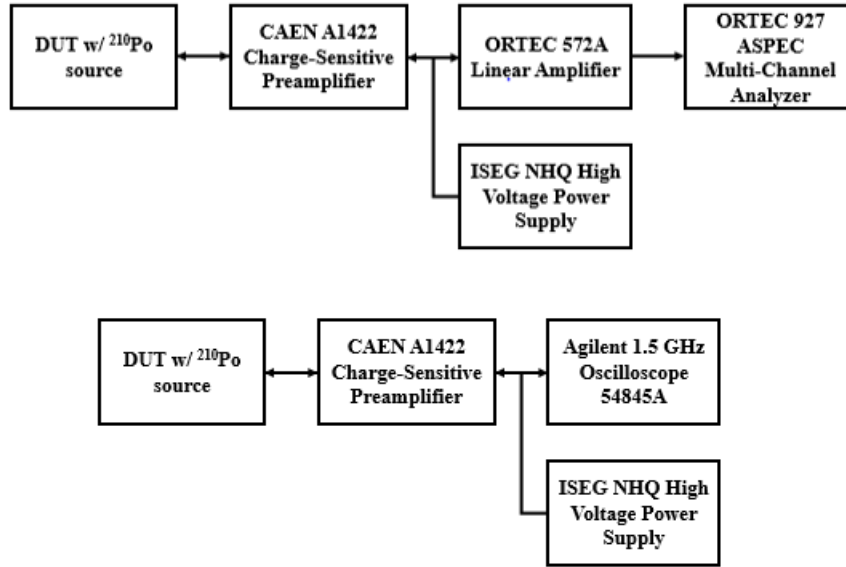 DUT w/ ²¹⁰Po
source
CAEN A1422
Charge-Sensitive
Preamplifier
ORTEC 572A
Linear Amplifier
ORTEC 927
ASPEC
Multi-Channel
Analyzer
ISEG NHQ High
Voltage Power
Supply
DUT w/ ²¹⁰Po
source
CAEN A1422
Charge-Sensitive
Preamplifier
Agilent 1.5 GHz
Oscilloscope
54845A
ISEG NHQ High
Voltage Power
Supply